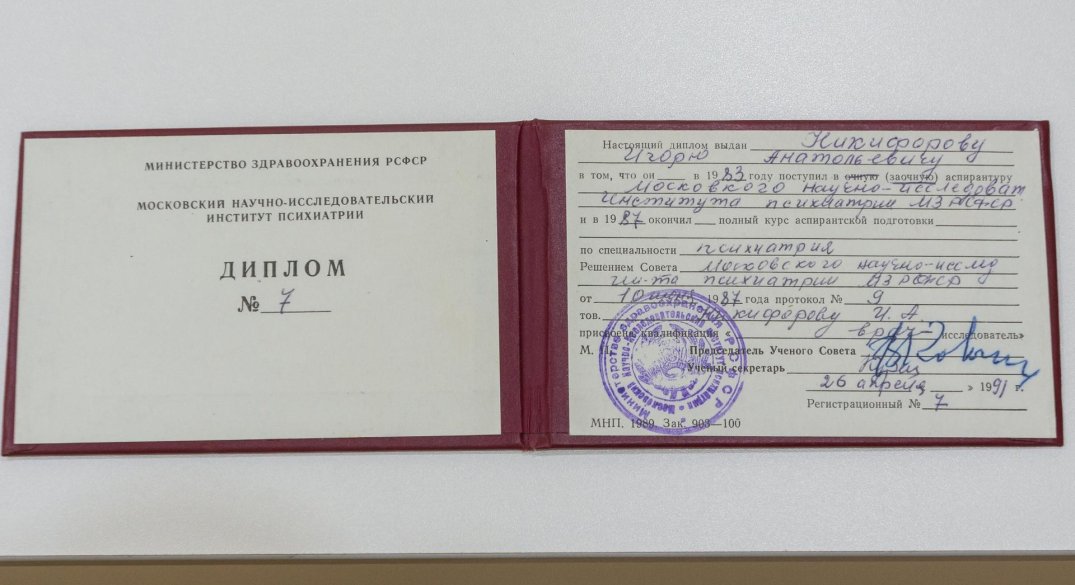 МИНИСТЕРСТВО ЗДРАВООХРАНЕНИЯ РСФСР
МОСКОВСКИЙ НАУЧНО-ИССЛЕДОВАТЕЛЬСКИЙ
ИНСТИТУТ ПСИХИАТРИИ
ДИПЛОМ
№ 7
Настоящий диплом выдан Никифорову
Игорю Анатольевичу
в том, что он в 1983 году поступил в очную (заочную) аспирантуру
Московского научно-исследоват
Института психиатрии МЗ РСФСР
и в 1987 окончил полный курс аспирантской подготовки
по специальности психиатрия
Решением Совета Московского научно-исслед
ин-та психиатрии МЗ РСФСР
от 10 1987 года протокол № 9
тов. Никифорову И. А.
присвоена квалификация «врач- исследователь»
М. Председатель Ученого Совета
Ученый секретарь
26 апреля » 1991 г.
Регистрационный № 7
МНП. 1989. Зак. 903—100